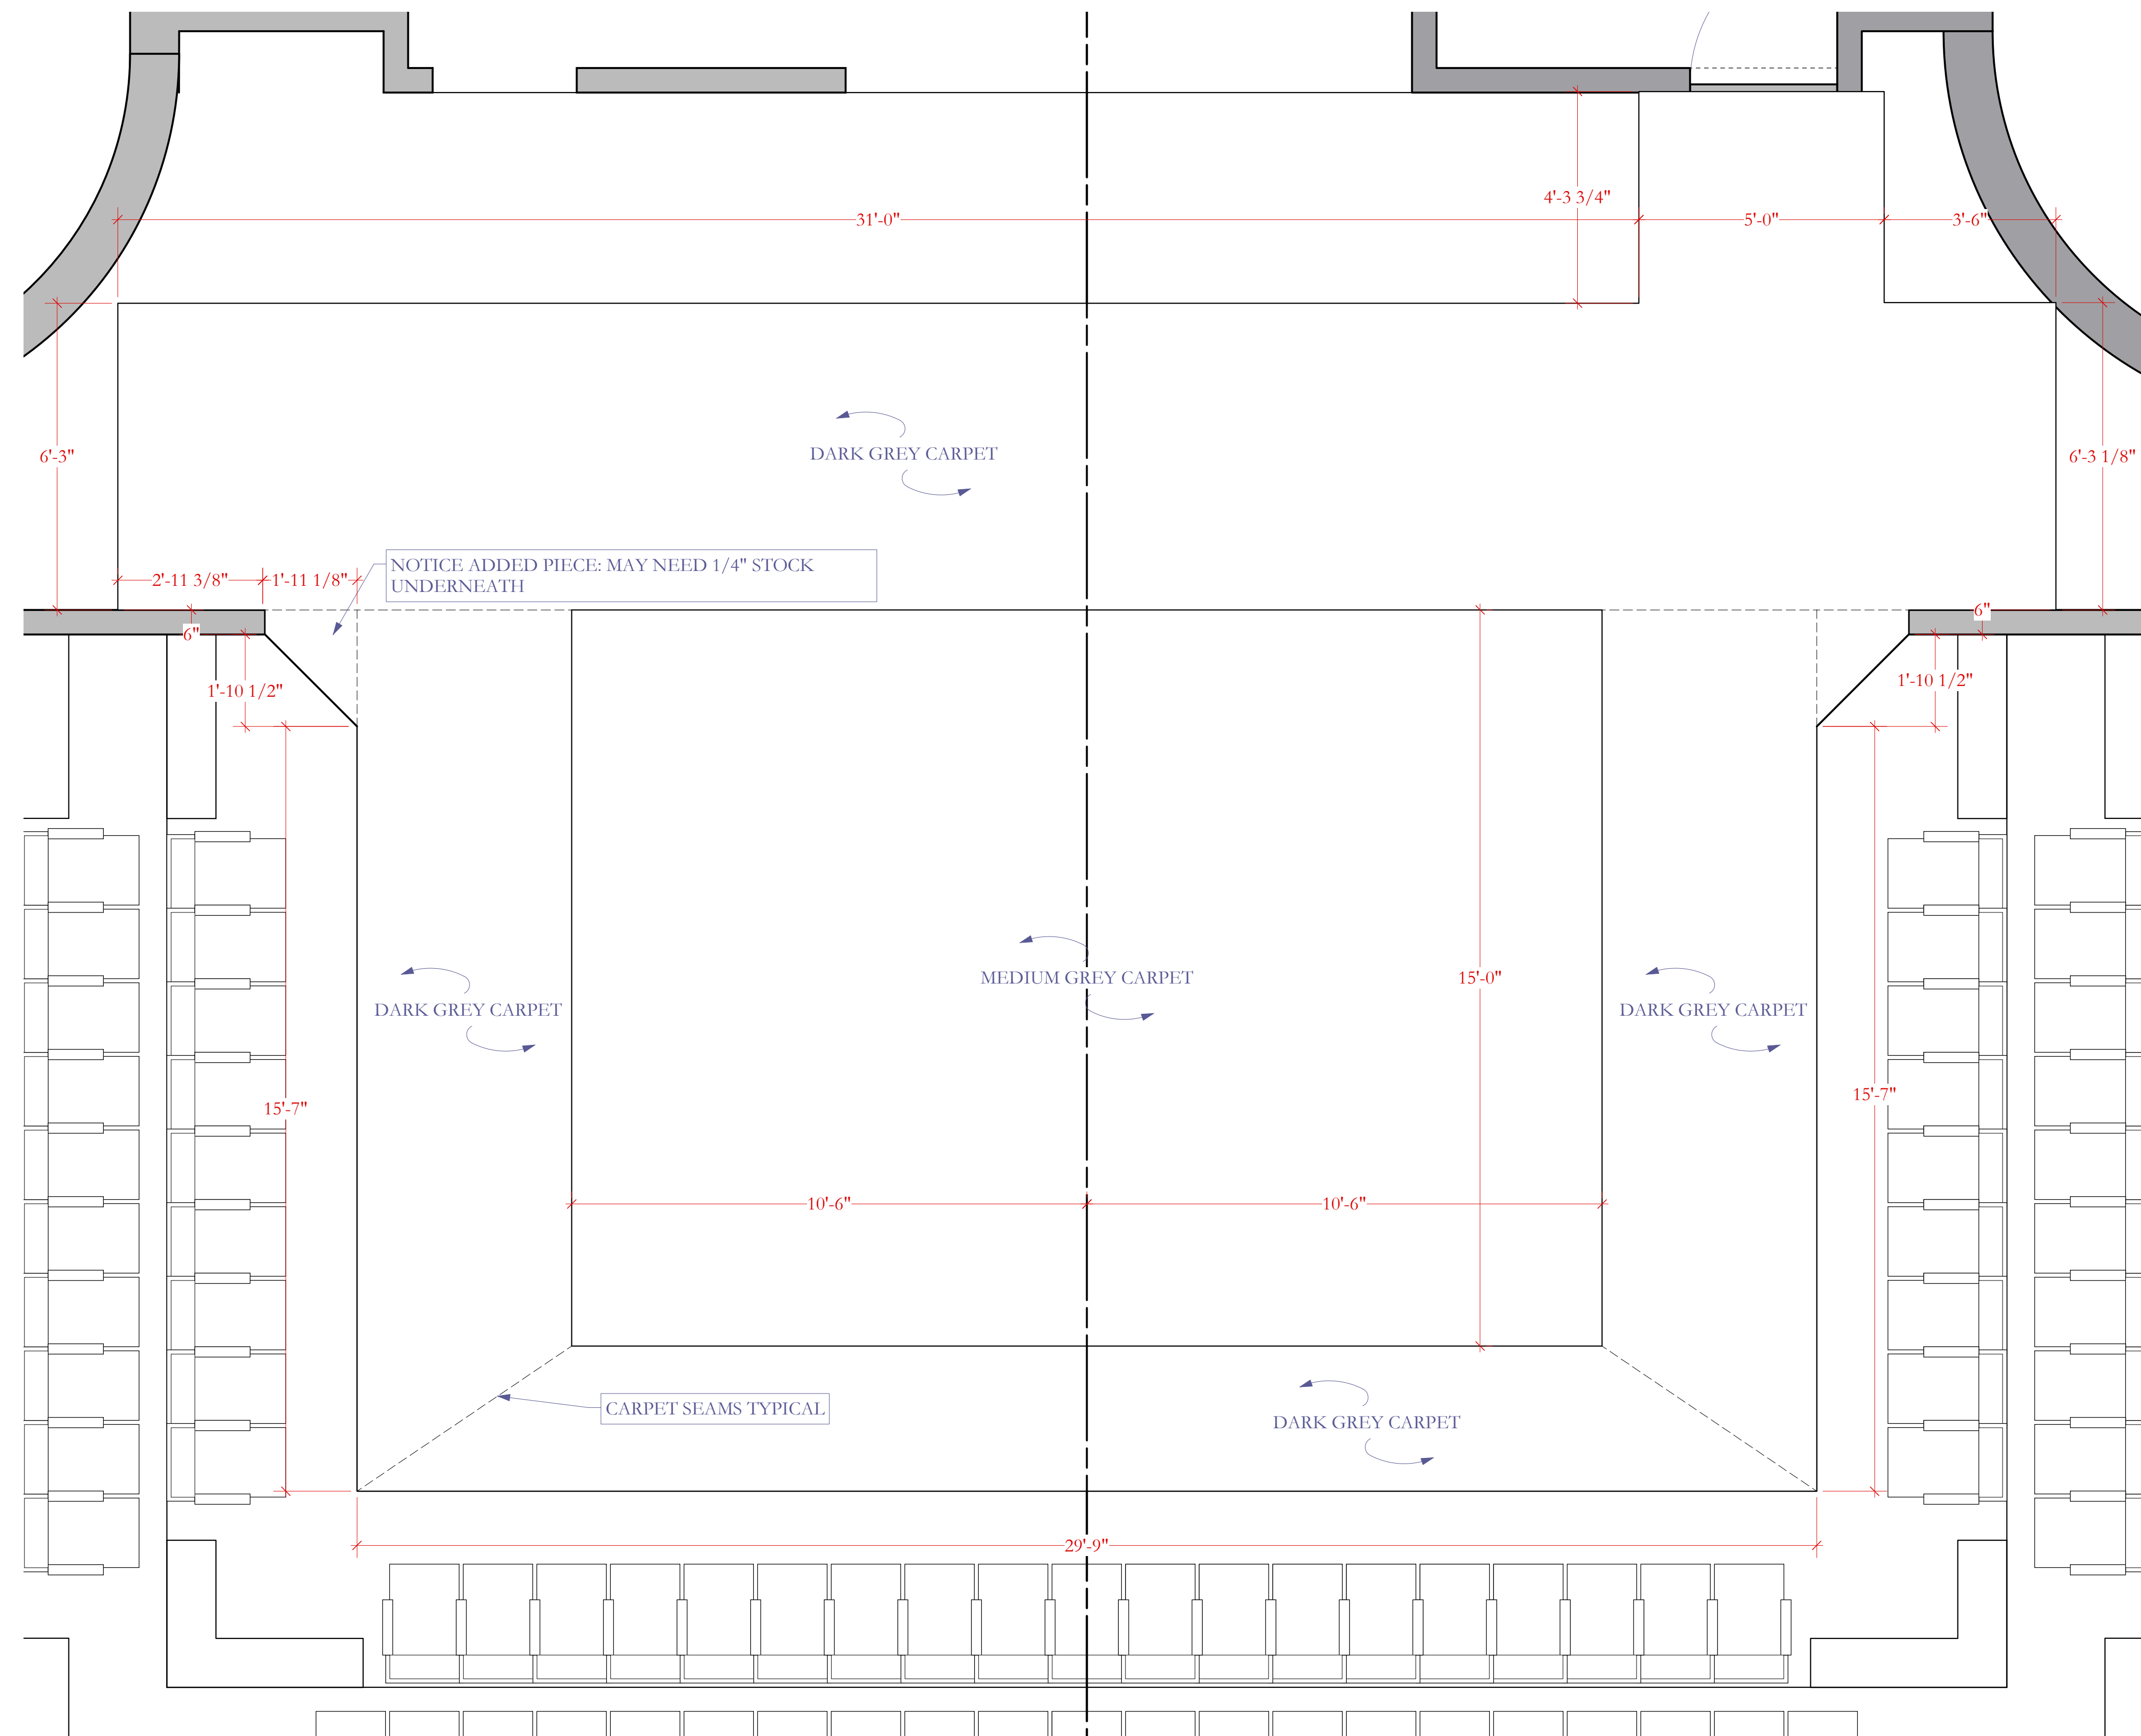 4'-3 3/4"
31'-0"
5'-0"
3'-6"
DARK GREY CARPET
6'-3"
6'-3 1/8"
NOTICE ADDED PIECE: MAY NEED 1/4" STOCK
UNDERNEATH
2'-11 3/8"
1'-11 1/8"
6"
6"
1'-10 1/2"
1'-10 1/2"
MEDIUM GREY CARPET
15'-0"
DARK GREY CARPET
DARK GREY CARPET
15'-7"
15'-7"
10'-6"
10'-6"
CARPET SEAMS TYPICAL
DARK GREY CARPET
29'-9"